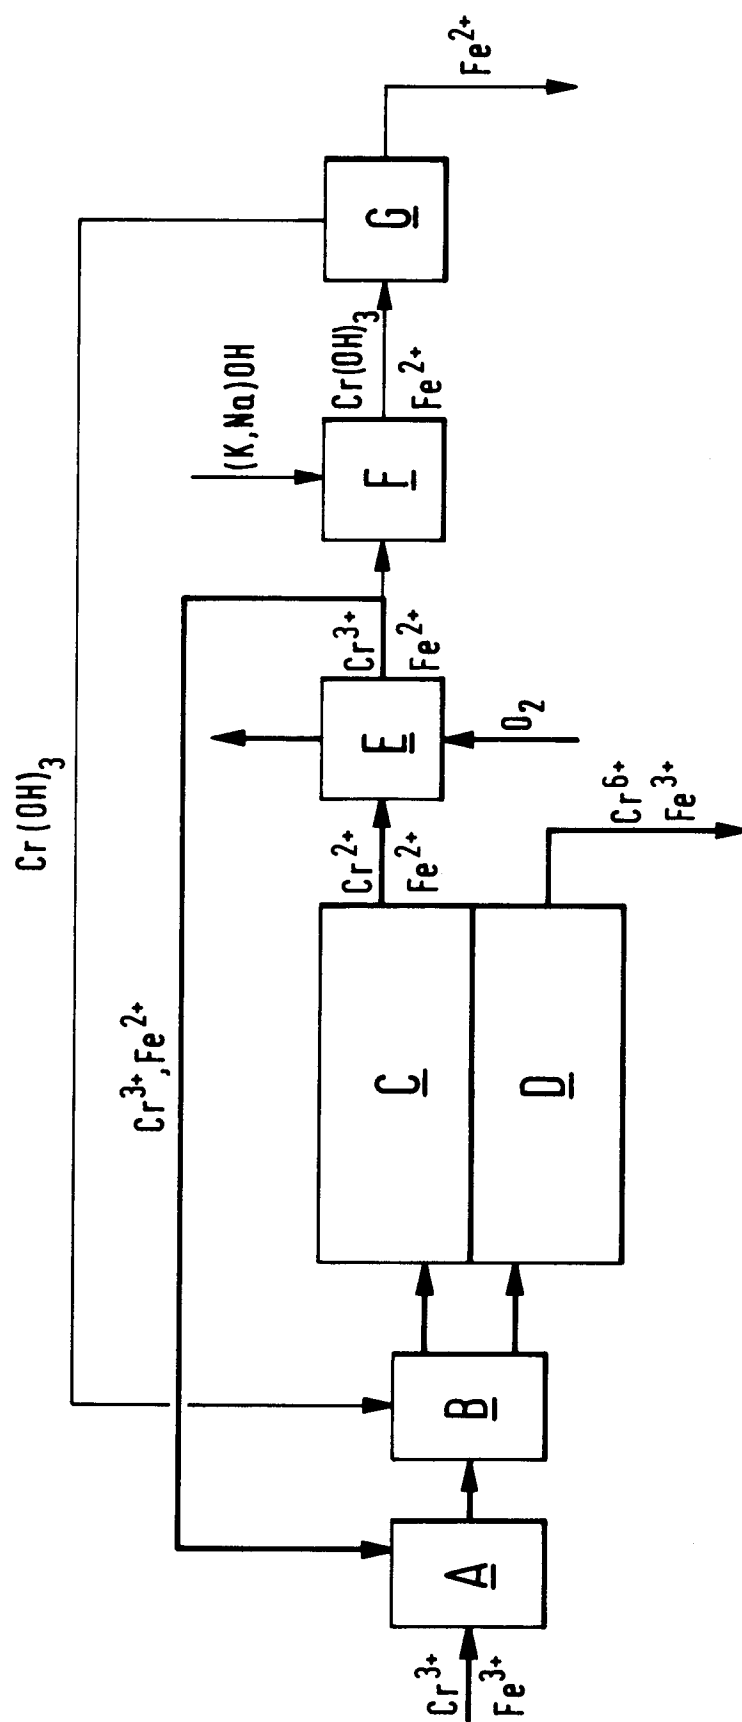 Cr(OH)3
Cr3+,Fe2+
Cr3+
Fe3+
A
B
C
D
Cr2+
Fe2+
Cr6+
Fe3+
E
O2
Cr3+
Fe2+
(K,Na)OH
F
Cr(OH)3
Fe2+
G
Fe2+